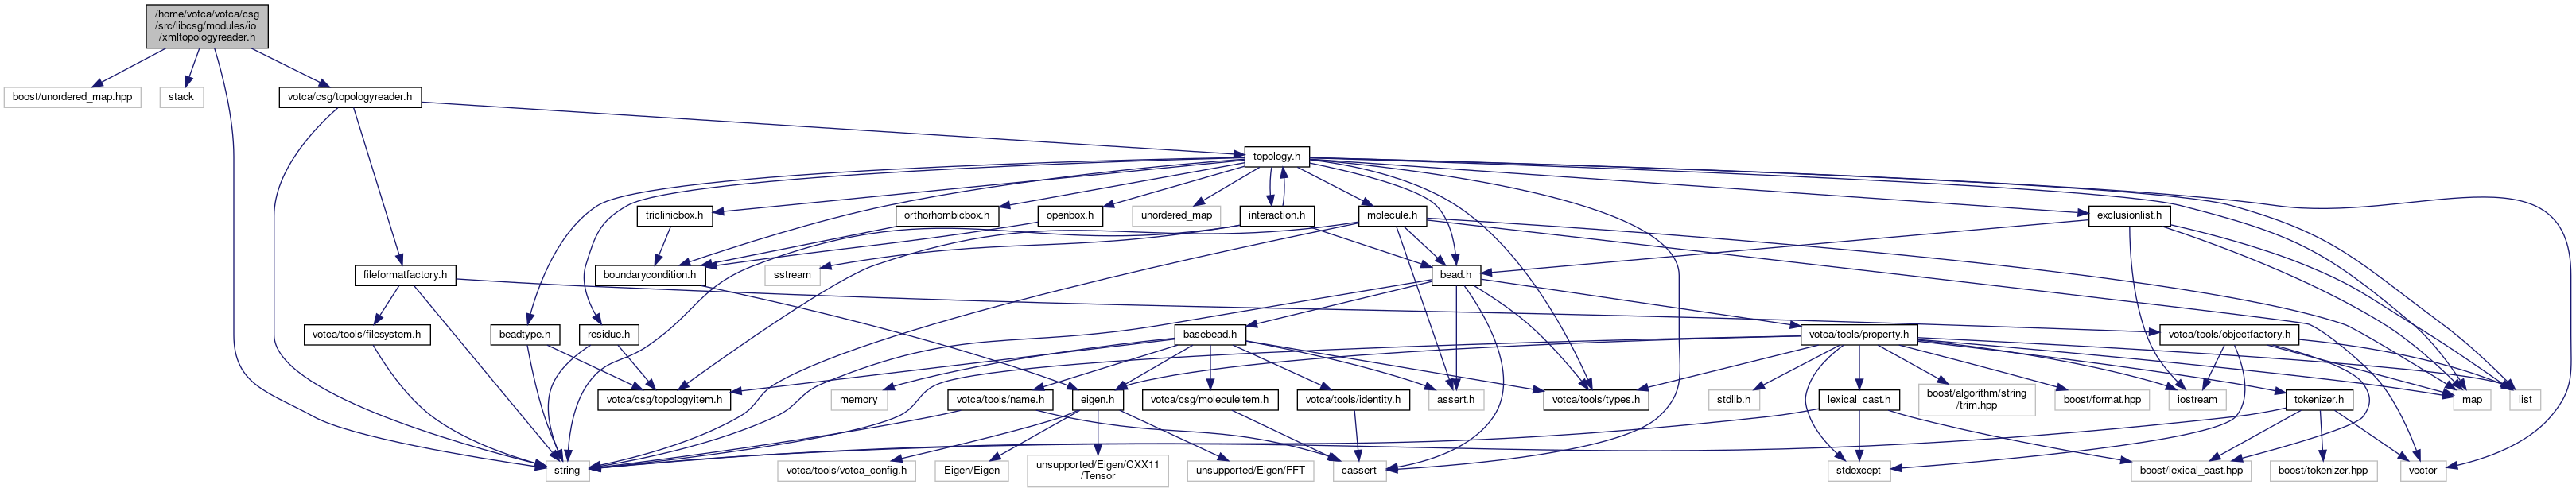 /home/votca/votca/csg
/src/libcsg/modules/io
/xmltopologyreader.h
boost/unordered_map.hpp
stack
votca/csg/topologyreader.h
topology.h
triclinicbox.h
orthorhombicbox.h
openbox.h
unordered_map
interaction.h
molecule.h
exclusionlist.h
fileformatfactory.h
boundarycondition.h
sstream
bead.h
votca/tools/filesystem.h
beadtype.h
residue.h
basebead.h
votca/tools/property.h
votca/tools/objectfactory.h
votca/csg/topologyitem.h
memory
votca/tools/name.h
eigen.h
votca/csg/moleculeitem.h
votca/tools/identity.h
assert.h
votca/tools/types.h
stdlib.h
lexical_cast.h
boost/algorithm/string
/trim.hpp
boost/format.hpp
iostream
tokenizer.h
map
list
string
votca/tools/votca_config.h
Eigen/Eigen
unsupported/Eigen/CXX11
/Tensor
unsupported/Eigen/FFT
cassert
stdexcept
boost/lexical_cast.hpp
boost/tokenizer.hpp
vector